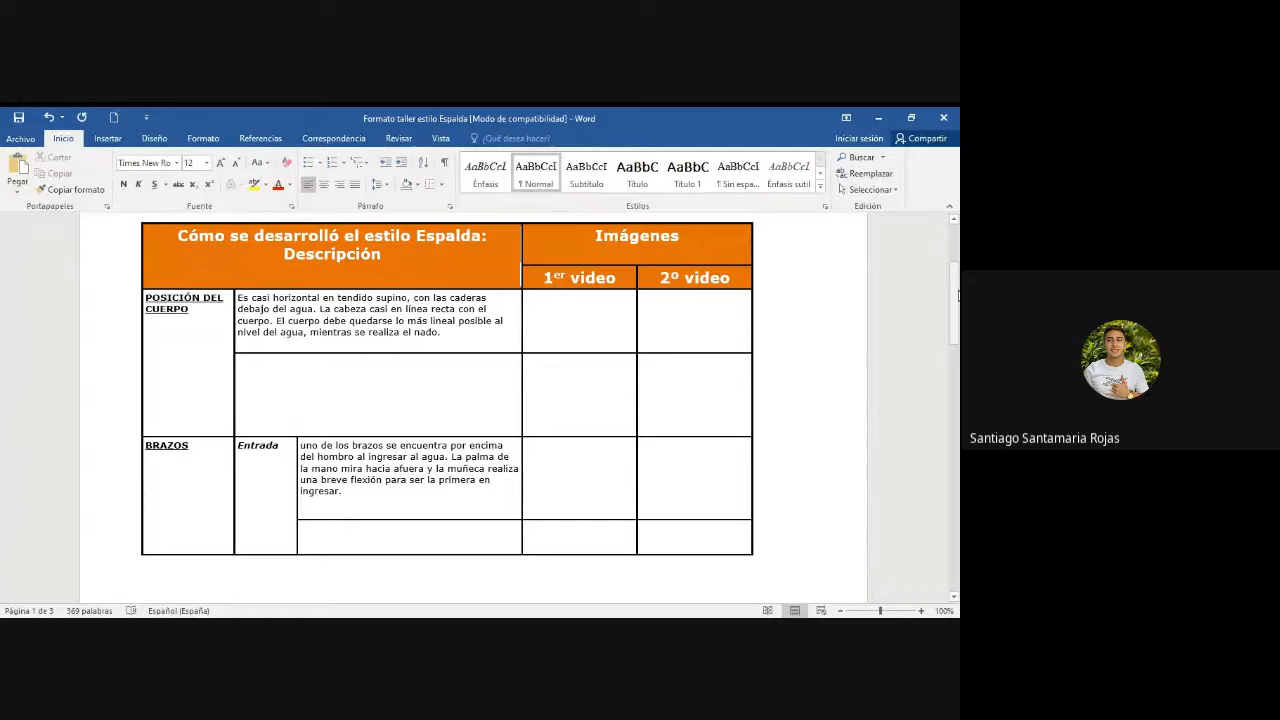 Formato taller estilo Espalda [Modo de compatibilidad] - Word
Archivo Inicio Insertar Diseño Formato Referencias Correspondencia Revisar Vista ¿Qué desea hacer? Iniciar sesión Compartir
Pegar
Cortar
Copiar
Copiar formato
Portapapeles
Times New Ro 12
N K S abc x₂ x²
Fuente
Párrafo
AaBbCcI AaBbCcI AaBbCcI AaBbC AaBbC AaBbCcI AaBbCcI
Énfasis ¶ Normal Subtítulo Título Título 1 ¶ Sin espa... Énfasis sutil
Estilos
Buscar
Reemplazar
Seleccionar
Edición
Cómo se desarrolló el estilo Espalda:
Descripción
Imágenes
1er video
2º video
POSICIÓN DEL
CUERPO
Es casi horizontal en tendido supino, con las caderas
debajo del agua. La cabeza casi en línea recta con el
cuerpo. El cuerpo debe quedarse lo más lineal posible al
nivel del agua, mientras se realiza el nado.
BRAZOS
Entrada
uno de los brazos se encuentra por encima
del hombro al ingresar al agua. La palma de
la mano mira hacia afuera y la muñeca realiza
una breve flexión para ser la primera en
ingresar.
Página 1 de 3 369 palabras Español (España) 100%
Santiago Santamaria Rojas